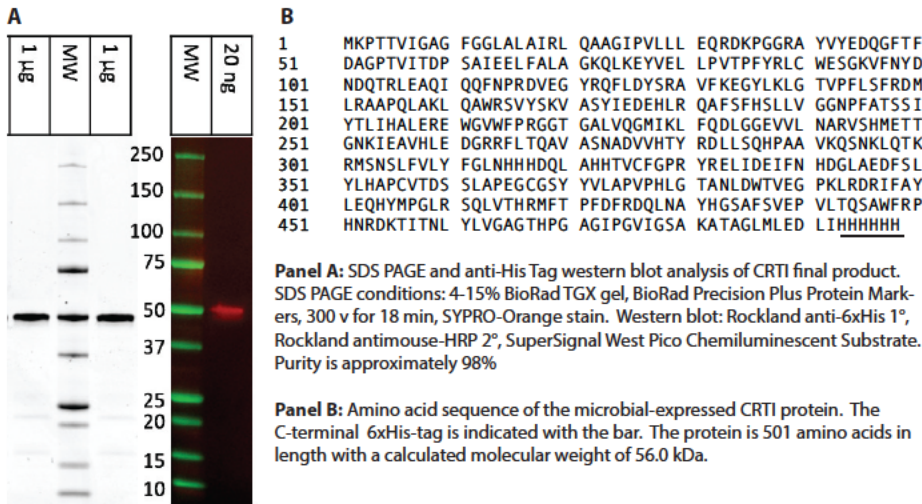 A
1 µg
MW
1 µg
MW
20 ng
250
150
100
75
50
37
25
20
15
10
B
1 MKPTTVIGAG FGGLALAIRL QAAGIPVLLL EQRDKPGGRA YVYEDQGFTF
51 DAGPTVITDP SAIEELFALA GKQLKEYVEL LPVTPFYRLC WESGKVFNYD
101 NDQTRLEAQI QQFNPRDVEG YRQFLDYSRA VFKEGYLKLG TVPFLSFRDM
151 LRAAPQLAKL QAWRSVYSKV ASYIEDEHLR QAFSFHSLLV GGNPFATSSI
201 YTLIHALERE WGVWFPRGGT GALVQGMIKL FQDLGGEVVL NARVSHMETT
251 GNKIEAVHLE DGRRFLTQAV ASNADVVHTY RDLLSQHPAA VKQSNKLQTK
301 RMSNSLFVLY FGLNHHHDQL AHHTVCFGPR YRELIDEIFN HDGLAEDFSL
351 YLHAPCVTDS SLAPEGCGSY YVLAPVPHLG TANLDWTVEG PKLRDRIFAY
401 LEQHYMPGLR SQLVTHRMFT PFDFRDQLNA YHGSAFSVEP VLTQSAWFRP
451 HNRDKTITNL YLVGAGTHPG AGIPGVIGSA KATAGLMLED LIHHHHHH
Panel A: SDS PAGE and anti-His Tag western blot analysis of CRTI final product.
SDS PAGE conditions: 4-15% BioRad TGX gel, BioRad Precision Plus Protein Mark-
ers, 300 v for 18 min, SYPRO-Orange stain. Western blot: Rockland anti-6xHis 1°,
Rockland antimouse-HRP 2°, SuperSignal West Pico Chemiluminescent Substrate.
Purity is approximately 98%
Panel B: Amino acid sequence of the microbial-expressed CRTI protein. The
C-terminal 6xHis-tag is indicated with the bar. The protein is 501 amino acids in
length with a calculated molecular weight of 56.0 kDa.